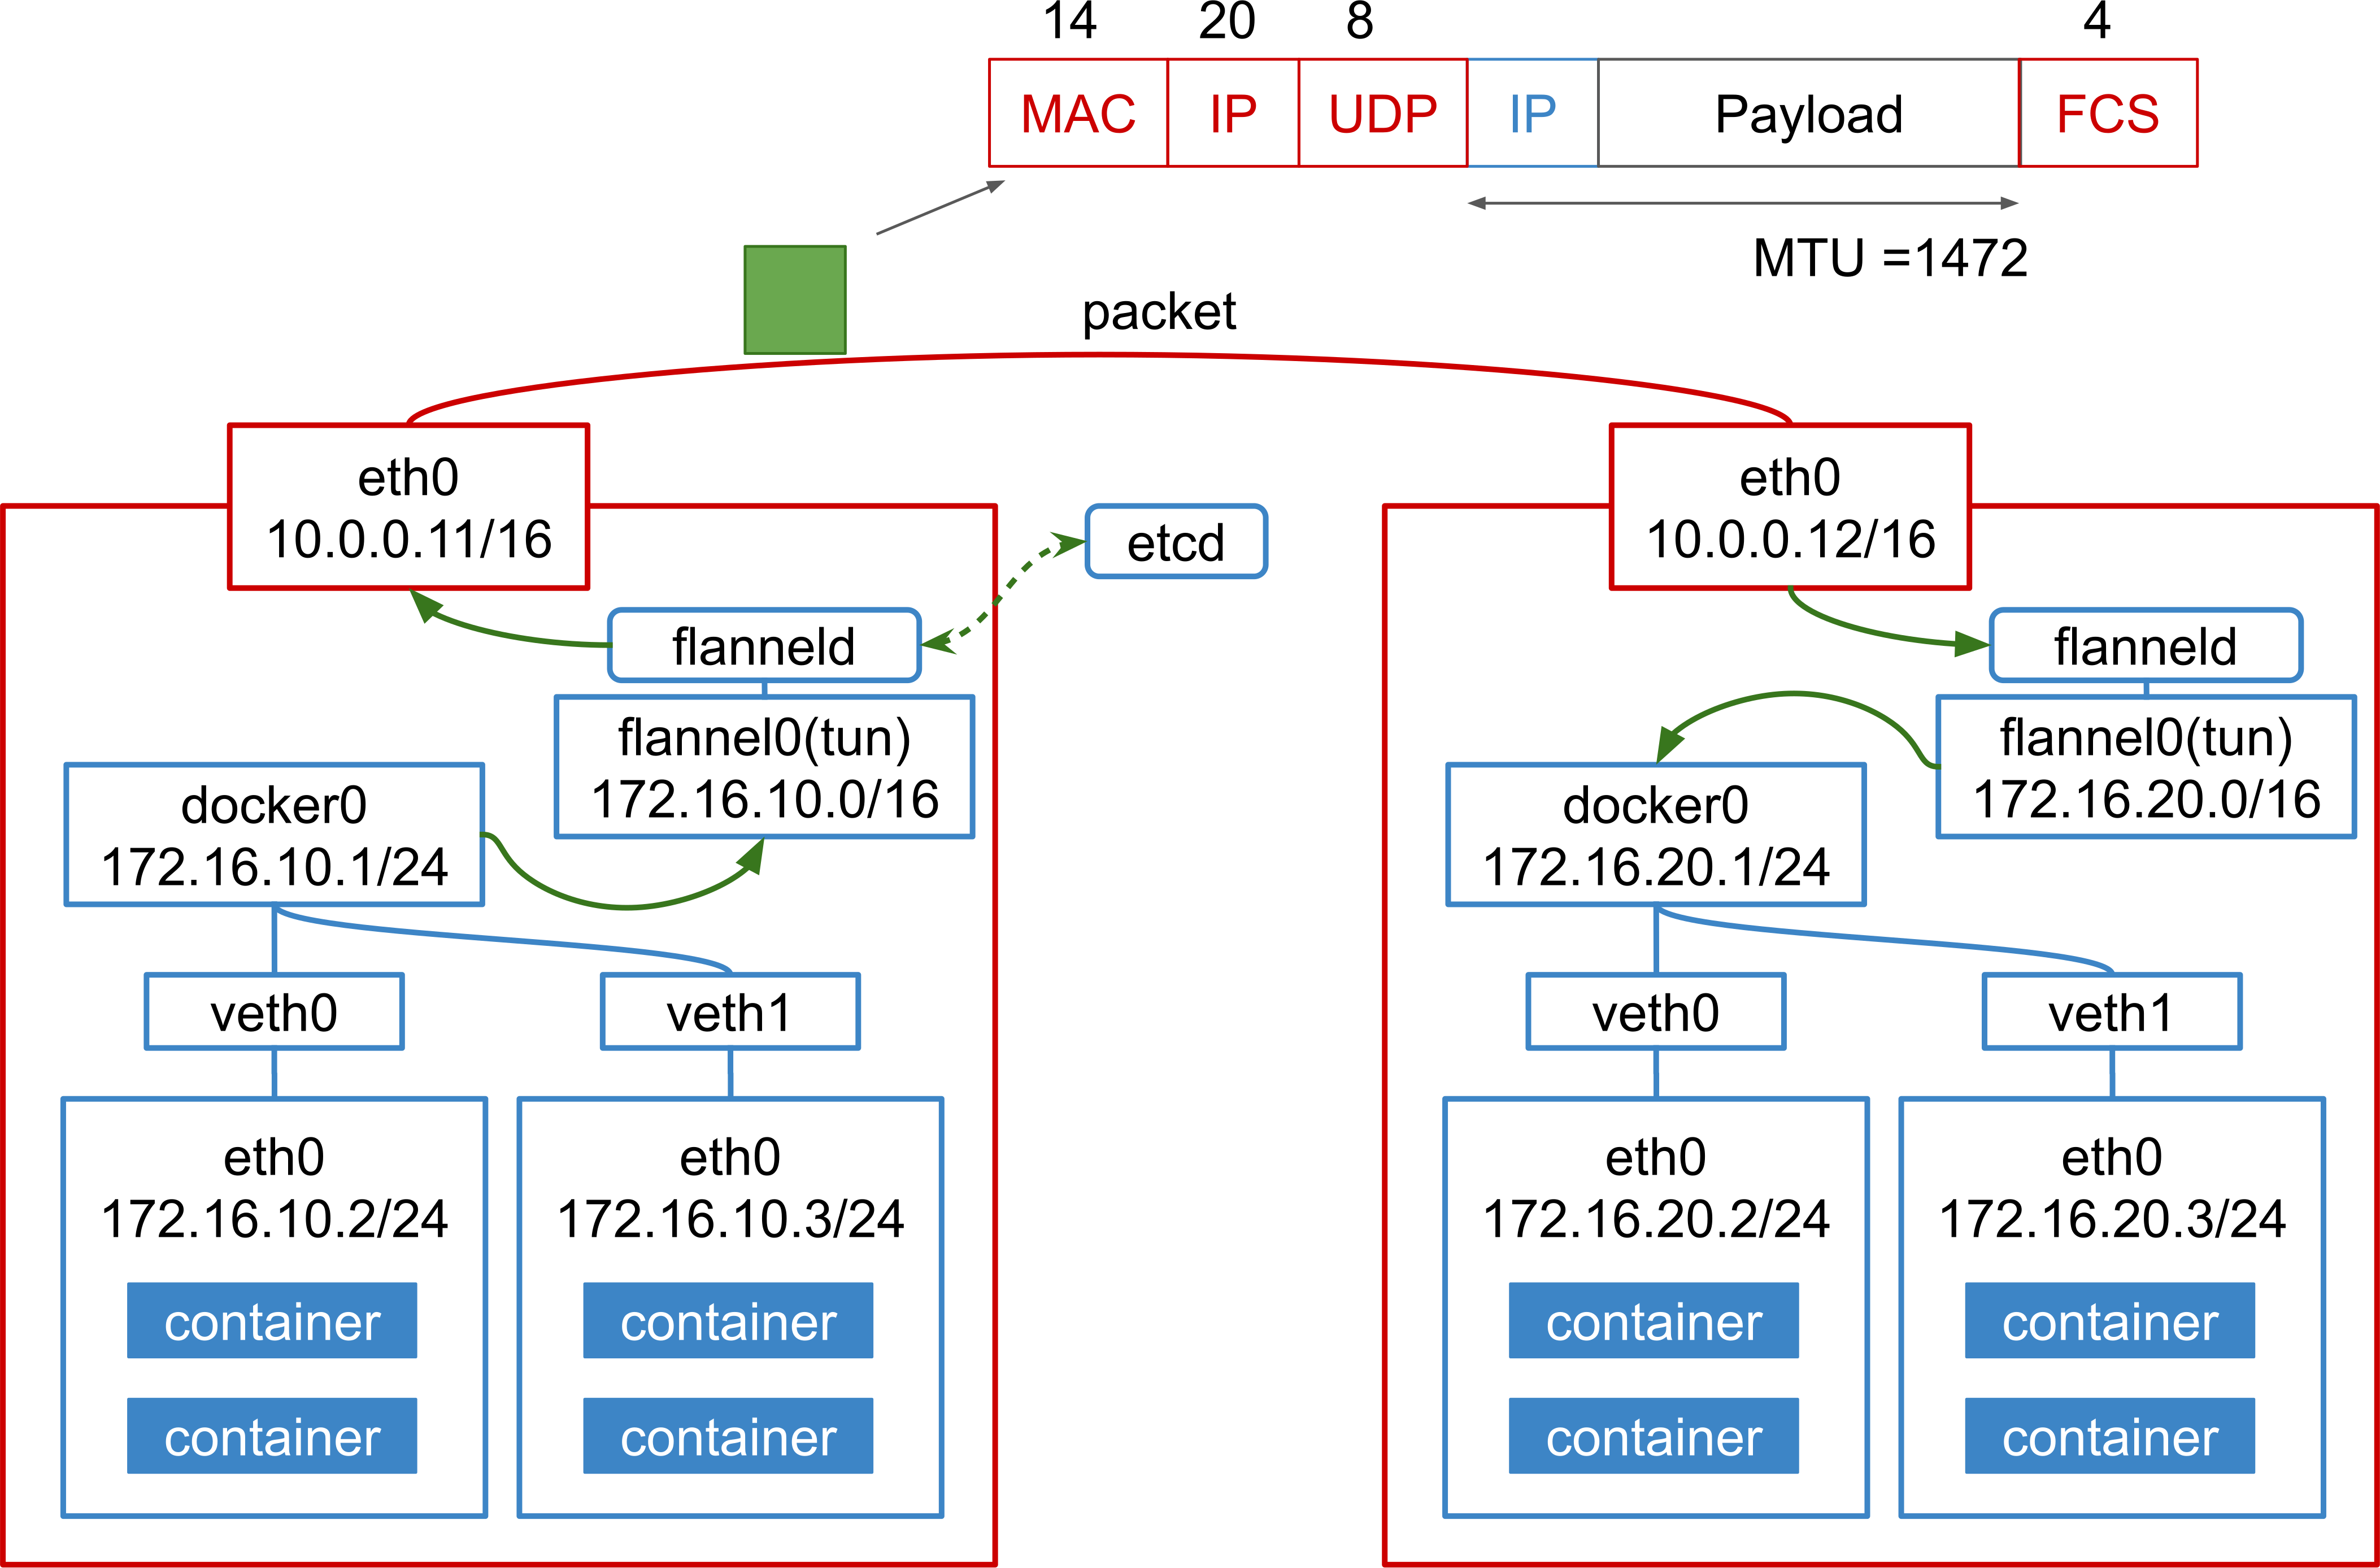 14 20 8 4
MAC IP UDP IP Payload FCS
MTU =1472
packet
eth0
10.0.0.11/16
etcd
flanneld
flannel0(tun)
172.16.10.0/16
docker0
172.16.10.1/24
veth0
veth1
eth0
172.16.10.2/24
container
container
eth0
172.16.10.3/24
container
container
eth0
10.0.0.12/16
flanneld
flannel0(tun)
172.16.20.0/16
docker0
172.16.20.1/24
veth0
veth1
eth0
172.16.20.2/24
container
container
eth0
172.16.20.3/24
container
container